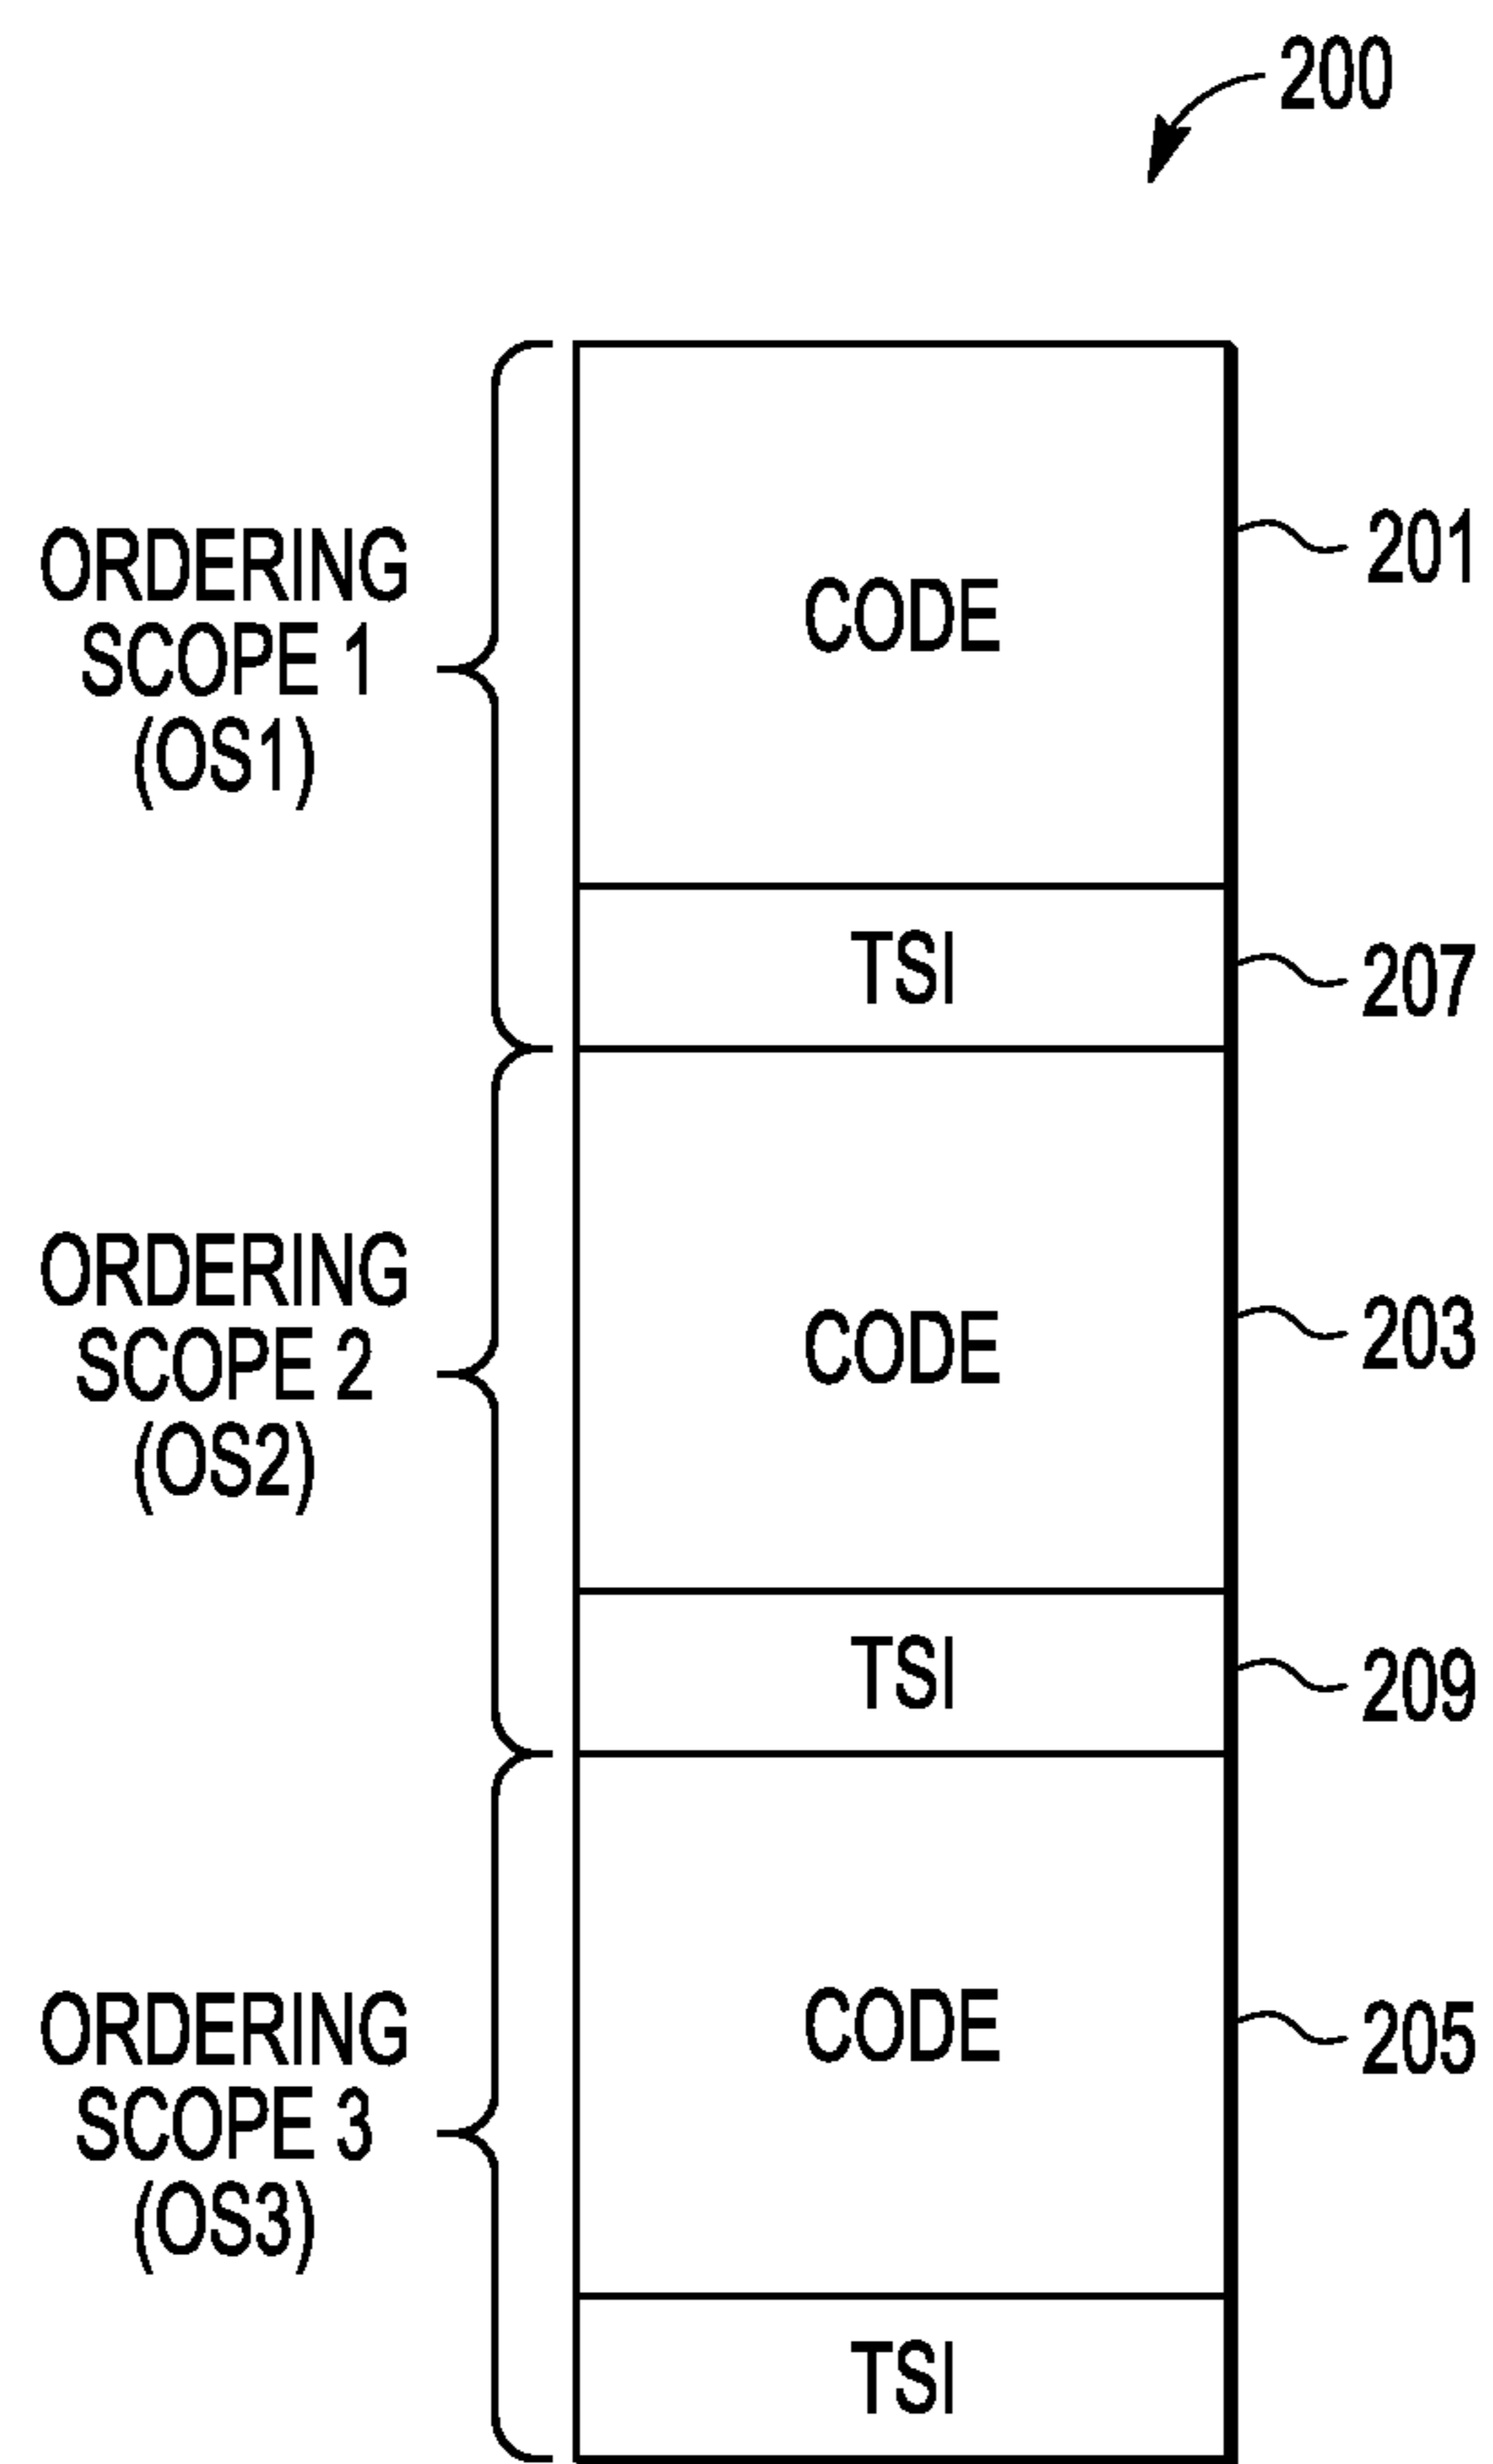 200
ORDERING
SCOPE 1
(OS1)
CODE
201
TSI
207
ORDERING
SCOPE 2
(OS2)
CODE
203
TSI
209
ORDERING
SCOPE 3
(OS3)
CODE
205
TSI